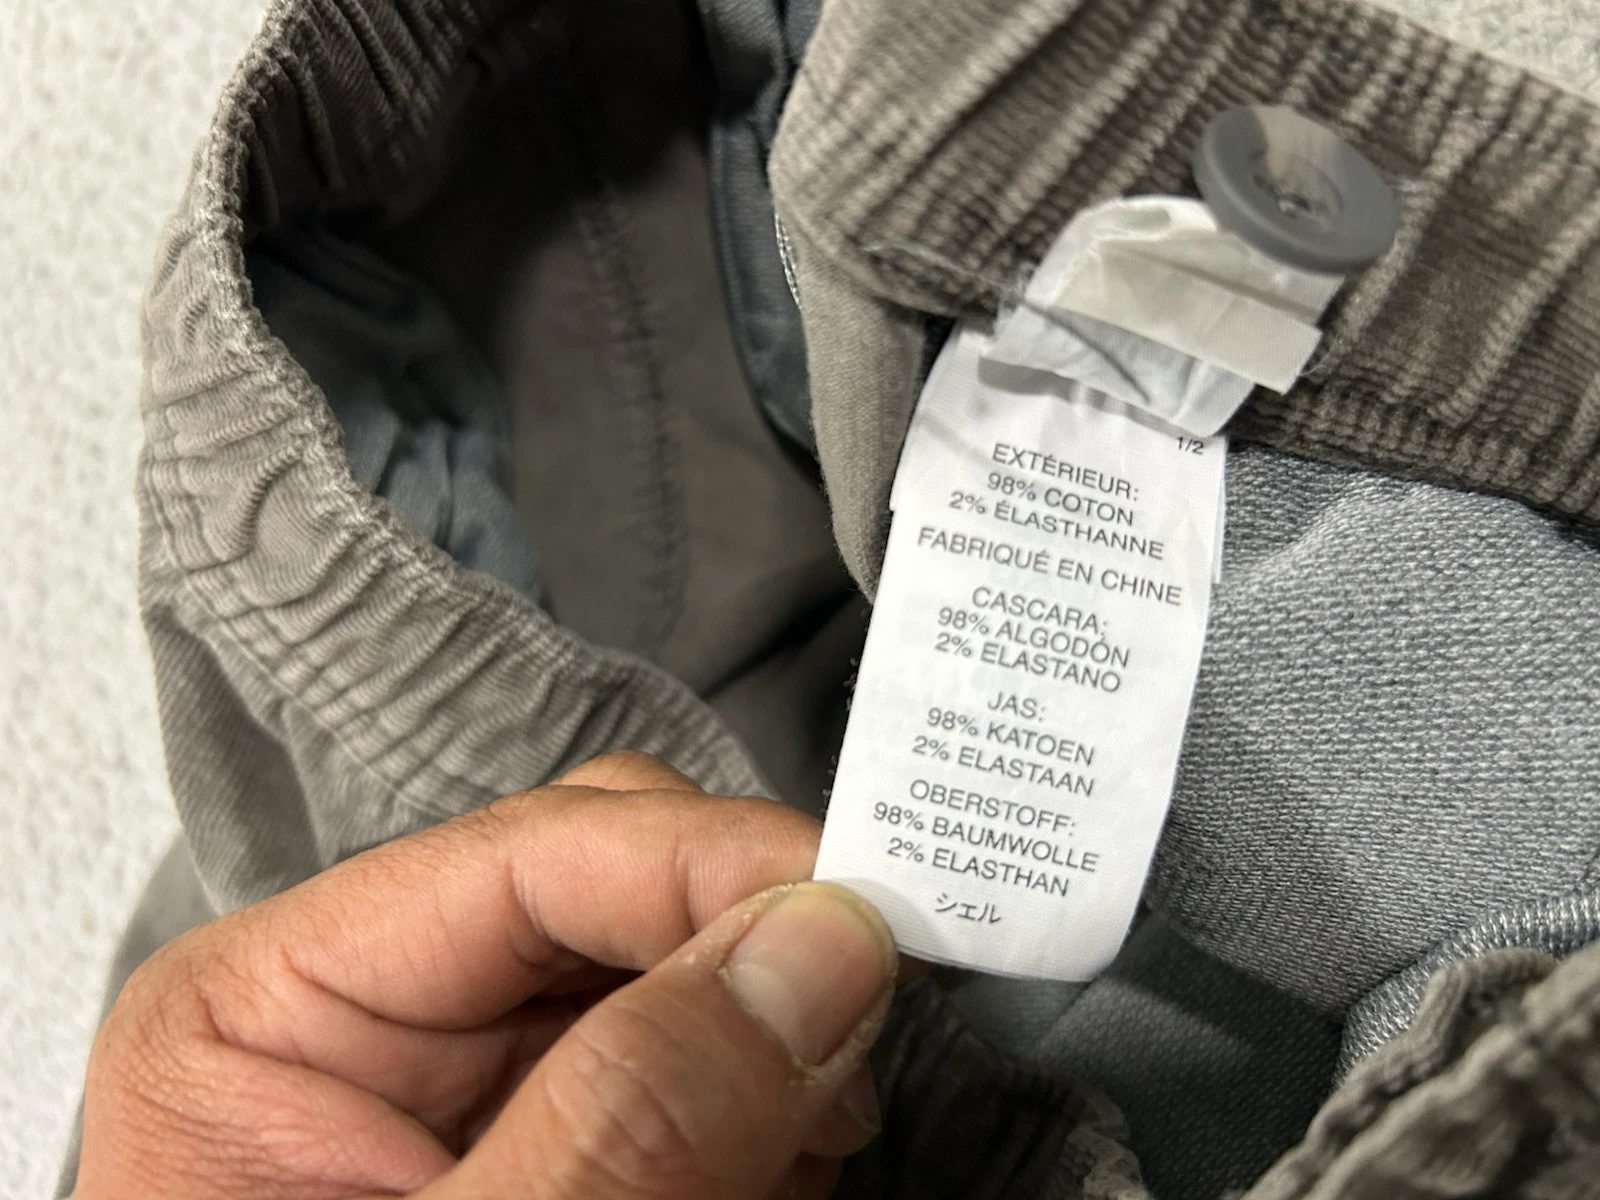 1/2
EXTÉRIEUR:
98% COTON
2% ÉLASTHANNE
FABRIQUÉ EN CHINE
CASCARA:
98% ALGODÓN
2% ELASTANO
JAS:
98% KATOEN
2% ELASTAAN
OBERSTOFF:
98% BAUMWOLLE
2% ELASTHAN
シェル